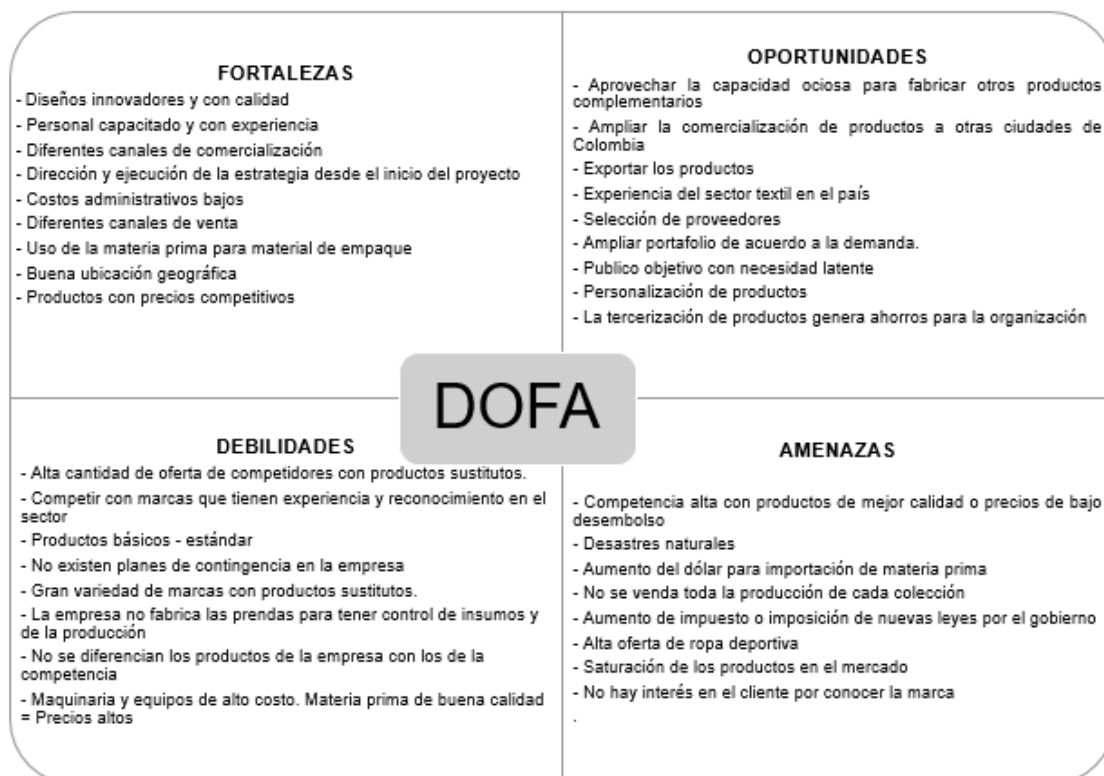 FORTALEZAS
- Diseños innovadores y con calidad
- Personal capacitado y con experiencia
- Diferentes canales de comercialización
- Dirección y ejecución de la estrategia desde el inicio del proyecto
- Costos administrativos bajos
- Diferentes canales de venta
- Uso de la materia prima para material de empaque
- Buena ubicación geográfica
- Productos con precios competitivos
OPORTUNIDADES
- Aprovechar la capacidad ociosa para fabricar otros productos
complementarios
- Ampliar la comercialización de productos a otras ciudades de
Colombia
- Exportar los productos
- Experiencia del sector textil en el país
- Selección de proveedores
- Ampliar portafolio de acuerdo a la demanda.
- Publico objetivo con necesidad latente
- Personalización de productos
- La tercerización de productos genera ahorros para la organización
DOFA
DEBILIDADES
- Alta cantidad de oferta de competidores con productos sustitutos.
- Competir con marcas que tienen experiencia y reconocimiento en el
sector
- Productos básicos - estándar
- No existen planes de contingencia en la empresa
- Gran variedad de marcas con productos sustitutos.
- La empresa no fabrica las prendas para tener control de insumos y
de la producción
- No se diferencian los productos de la empresa con los de la
competencia
- Maquinaria y equipos de alto costo. Materia prima de buena calidad
= Precios altos
AMENAZAS
- Competencia alta con productos de mejor calidad o precios de bajo
desembolso
- Desastres naturales
- Aumento del dólar para importación de materia prima
- No se venda toda la producción de cada colección
- Aumento de impuesto o imposición de nuevas leyes por el gobierno
- Alta oferta de ropa deportiva
- Saturación de los productos en el mercado
- No hay interés en el cliente por conocer la marca
.